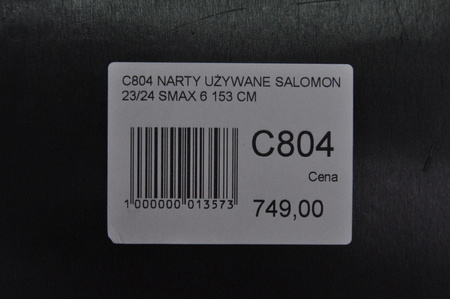 C804 NARTY UŻYWANE SALOMON
23/24 SMAX 6 153 CM
C804
Cena
1 000000 013573
749,00